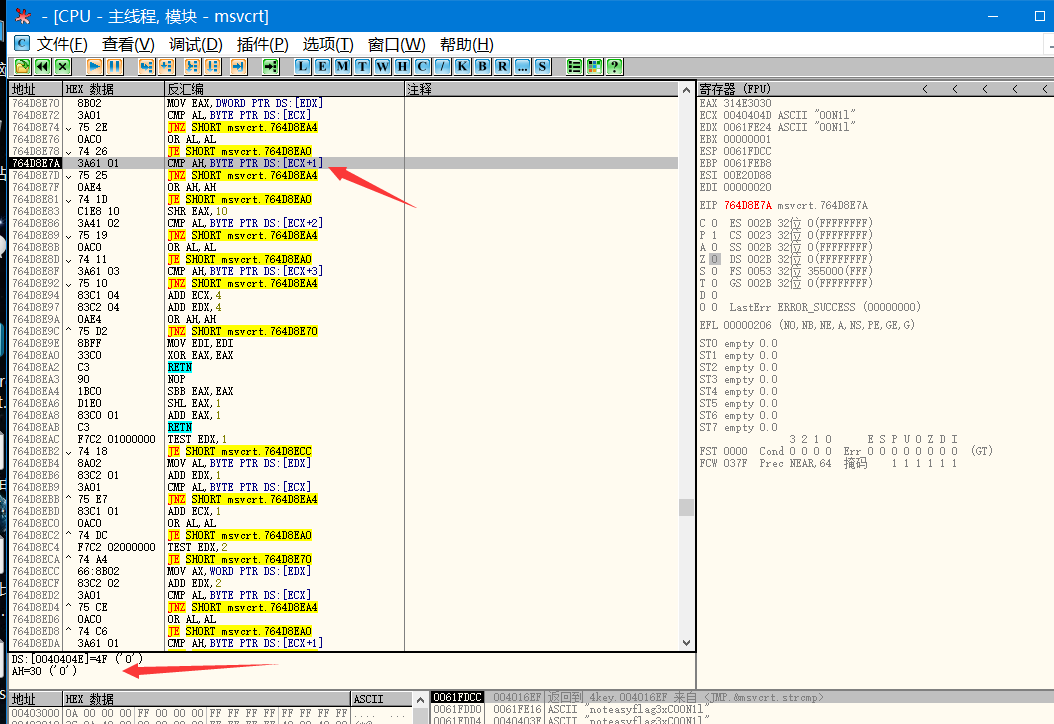 - [CPU - 主线程, 模块 - msvcrt]
文件(F) 查看(V) 调试(D) 插件(P) 选项(T) 窗口(W) 帮助(H)
L E M T W H C / K B R ... S ?
地址 HEX 数据 反汇编 注释
764D8E70 8B02 MOV EAX,DWORD PTR DS:[EDX]
764D8E72 3A01 CMP AL,BYTE PTR DS:[ECX]
764D8E74 75 2E JNZ SHORT msvcrt.764D8EA4
764D8E76 0AC0 OR AL,AL
764D8E78 74 26 JE SHORT msvcrt.764D8EA0
764D8E7A 3A61 01 CMP AH,BYTE PTR DS:[ECX+1]
764D8E7D 75 25 JNZ SHORT msvcrt.764D8EA4
764D8E7F 0AE4 OR AH,AH
764D8E81 74 1D JE SHORT msvcrt.764D8EA0
764D8E83 C1E8 10 SHR EAX,10
764D8E86 3A41 02 CMP AL,BYTE PTR DS:[ECX+2]
764D8E89 75 19 JNZ SHORT msvcrt.764D8EA4
764D8E8B 0AC0 OR AL,AL
764D8E8D 74 11 JE SHORT msvcrt.764D8EA0
764D8E8F 3A61 03 CMP AH,BYTE PTR DS:[ECX+3]
764D8E92 75 10 JNZ SHORT msvcrt.764D8EA4
764D8E94 83C1 04 ADD ECX,4
764D8E97 83C2 04 ADD EDX,4
764D8E9A 0AE4 OR AH,AH
764D8E9C ^ 75 D2 JNZ SHORT msvcrt.764D8E70
764D8E9E 8BFF MOV EDI,EDI
764D8EA0 33C0 XOR EAX,EAX
764D8EA2 C3 RETN
764D8EA3 90 NOP
764D8EA4 1BC0 SBB EAX,EAX
764D8EA6 D1E0 SHL EAX,1
764D8EA8 83C0 01 ADD EAX,1
764D8EAB C3 RETN
764D8EAC F7C2 01000000 TEST EDX,1
764D8EB2 74 18 JE SHORT msvcrt.764D8ECC
764D8EB4 8A02 MOV AL,BYTE PTR DS:[EDX]
764D8EB6 83C2 01 ADD EDX,1
764D8EB9 3A01 CMP AL,BYTE PTR DS:[ECX]
764D8EBB ^ 75 E7 JNZ SHORT msvcrt.764D8EA4
764D8EBD 83C1 01 ADD ECX,1
764D8EC0 0AC0 OR AL,AL
764D8EC2 ^ 74 DC JE SHORT msvcrt.764D8EA0
764D8EC4 F7C2 02000000 TEST EDX,2
764D8ECA ^ 74 A4 JE SHORT msvcrt.764D8E70
764D8ECC 66:8B02 MOV AX,WORD PTR DS:[EDX]
764D8ECF 83C2 02 ADD EDX,2
764D8ED2 3A01 CMP AL,BYTE PTR DS:[ECX]
764D8ED4 ^ 75 CE JNZ SHORT msvcrt.764D8EA4
764D8ED6 0AC0 OR AL,AL
764D8ED8 ^ 74 C6 JE SHORT msvcrt.764D8EA0
764D8EDA 3A61 01 CMP AH,BYTE PTR DS:[ECX+1]
DS:[0040404E]=4F ('O')
AH=30 ('0')
寄存器 (FPU) < < < < <
EAX 314E3030
ECX 0040404D ASCII "0ON1l"
EDX 0061FE24 ASCII "00N1l"
EBX 00000001
ESP 0061FDCC
EBP 0061FEB8
ESI 00E20D88
EDI 00000020
EIP 764D8E7A msvcrt.764D8E7A
C 0 ES 002B 32位 0(FFFFFFFF)
P 1 CS 0023 32位 0(FFFFFFFF)
A 0 SS 002B 32位 0(FFFFFFFF)
Z 0 DS 002B 32位 0(FFFFFFFF)
S 0 FS 0053 32位 355000(FFF)
T 0 GS 002B 32位 0(FFFFFFFF)
D 0
O 0 LastErr ERROR_SUCCESS (00000000)
EFL 00000206 (NO,NB,NE,A,NS,PE,GE,G)
ST0 empty 0.0
ST1 empty 0.0
ST2 empty 0.0
ST3 empty 0.0
ST4 empty 0.0
ST5 empty 0.0
ST6 empty 0.0
ST7 empty 0.0
3 2 1 0 E S P U O Z D I
FST 0000 Cond 0 0 0 0 Err 0 0 0 0 0 0 0 0 (GT)
FCW 037F Prec NEAR,64 掩码 1 1 1 1 1 1
地址 HEX 数据 ASCII
00403000 0A 00 00 00 FF 00 00 00 FF FF FF FF FF FF FF FF
0061FDCC 004016EF 返回到 4key.004016EF 来自 <JMP.&msvcrt.strcmp>
0061FDD0 0061FE16 ASCII "noteasyflag3xC00N1l"
0061FDD4 0040403F ASCII "noteasyflag3xC0ON1l"